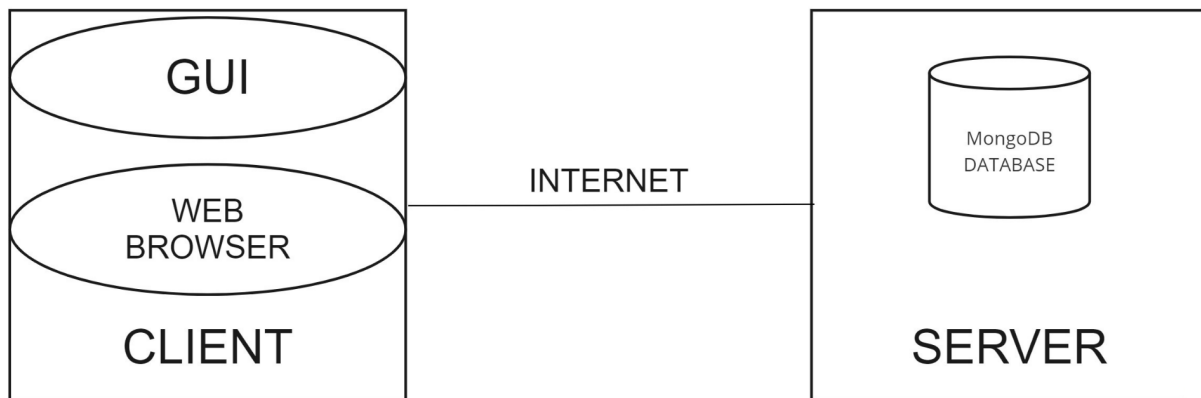 GUI
WEB
BROWSER
CLIENT
INTERNET
MongoDB
DATABASE
SERVER